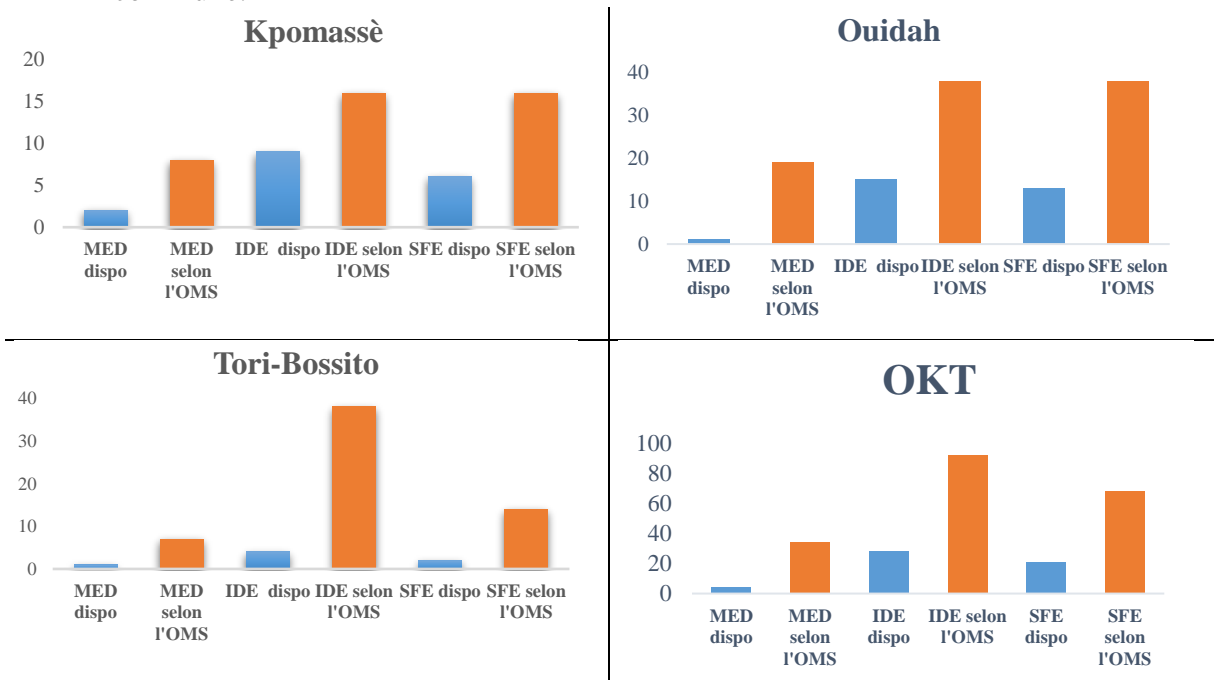 Kpomassè
20
15
10
5
0
MED dispo
MED selon l'OMS
IDE dispo
IDE selon l'OMS
SFE dispo
SFE selon l'OMS
Ouidah
40
30
20
10
0
MED dispo
MED selon l'OMS
IDE dispo
IDE selon l'OMS
SFE dispo
SFE selon l'OMS
Tori-Bossito
40
30
20
10
0
MED dispo
MED selon l'OMS
IDE dispo
IDE selon l'OMS
SFE dispo
SFE selon l'OMS
OKT
100
80
60
40
20
0
MED dispo
MED selon l'OMS
IDE dispo
IDE selon l'OMS
SFE dispo
SFE selon l'OMS